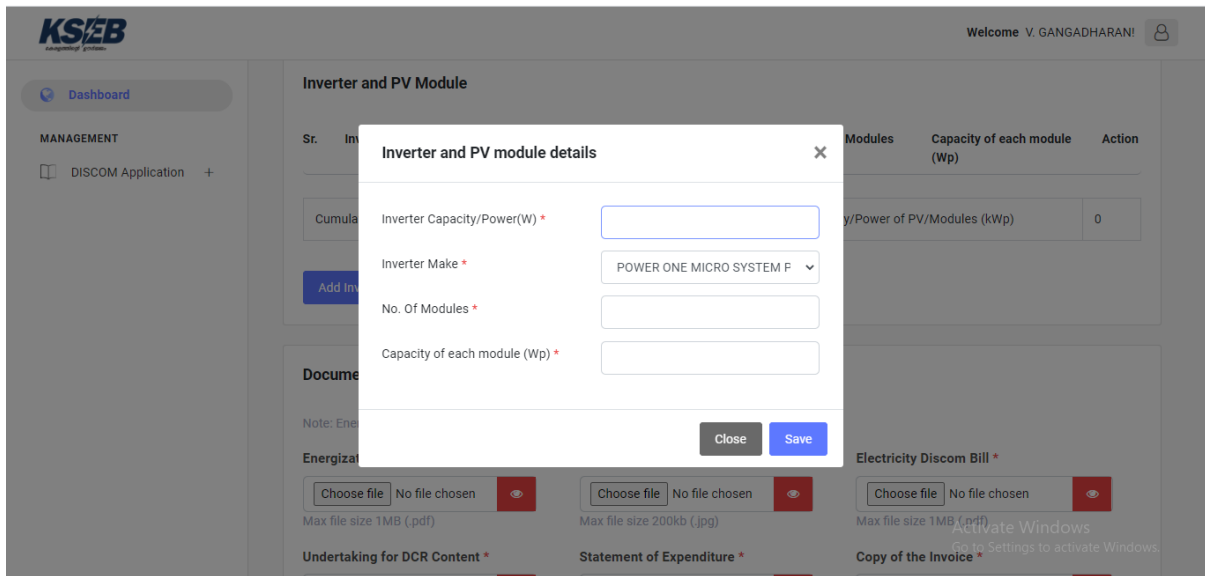 KSEB
Welcome V. GANGADHARAN!
Dashboard
MANAGEMENT
DISCOM Application +
Inverter and PV Module
Sr. Inv Modules Capacity of each module Action
(Wp)
Cumula y/Power of PV/Modules (kWp) 0
Add Inv
Inverter and PV module details ×
Inverter Capacity/Power(W) *
Inverter Make * POWER ONE MICRO SYSTEM P
No. Of Modules *
Capacity of each module (Wp) *
Close Save
Docume
Note: Ene
Energizat Electricity Discom Bill *
Choose file No file chosen Choose file No file chosen Choose file No file chosen
Max file size 1MB (.pdf) Max file size 200kb (.jpg) Max file size 1MB (.pdf)
Activate Windows
Go to Settings to activate Windows.
Undertaking for DCR Content * Statement of Expenditure * Copy of the Invoice *